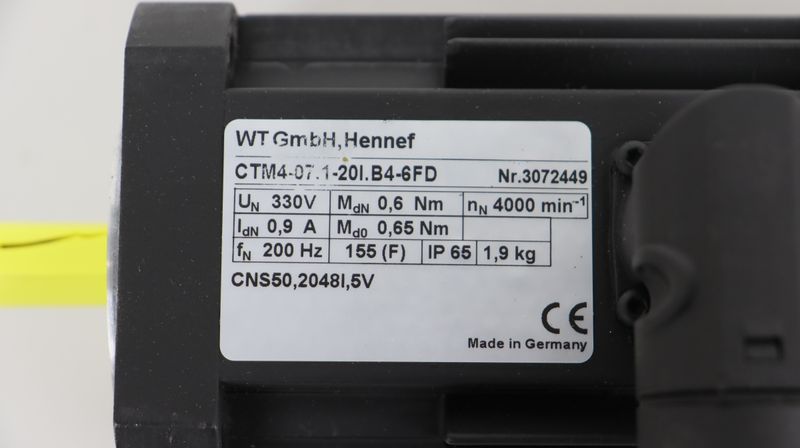 WT GmbH, Hennef
CTM4-07.1-20I.B4-6FD Nr.3072449
UN 330V MdN 0,6 Nm nN 4000 min⁻¹
IdN 0,9 A Md0 0,65 Nm
fN 200 Hz 155 (F) IP 65 1,9 kg
CNS50,2048I,5V
CE
Made in Germany